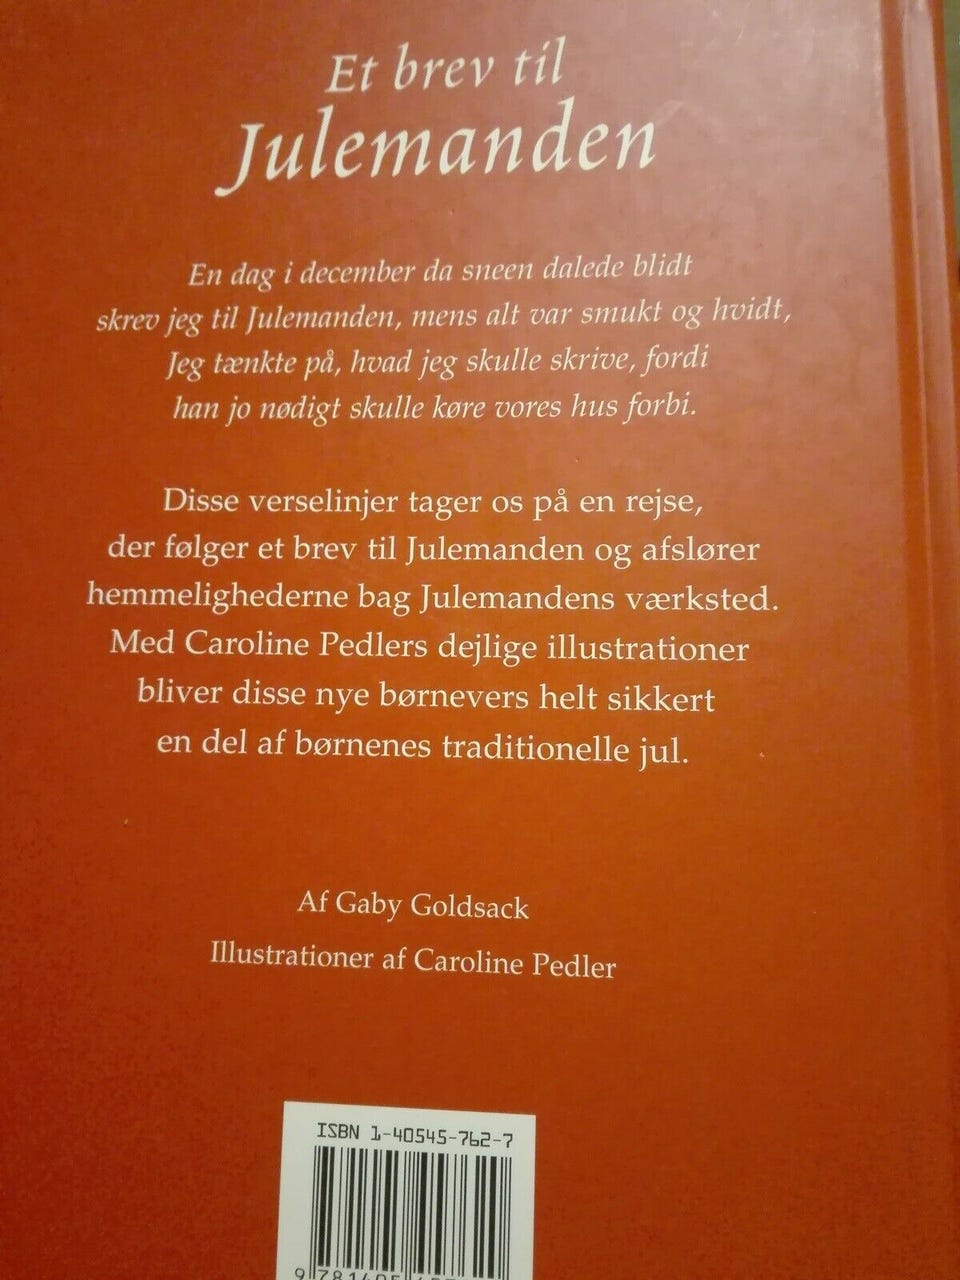 Et brev til
Julemanden
En dag i december da sneen dalede blidt
skrev jeg til Julemanden, mens alt var smukt og hvidt,
Jeg tænkte på, hvad jeg skulle skrive, fordi
han jo nødigt skulle køre vores hus forbi.
Disse verselinjer tager os på en rejse,
der følger et brev til Julemanden og afslører
hemmelighederne bag Julemandens værksted.
Med Caroline Pedlers dejlige illustrationer
bliver disse nye børnevers helt sikkert
en del af børnenes traditionelle jul.
Af Gaby Goldsack
Illustrationer af Caroline Pedler
ISBN 1-40545-762-7